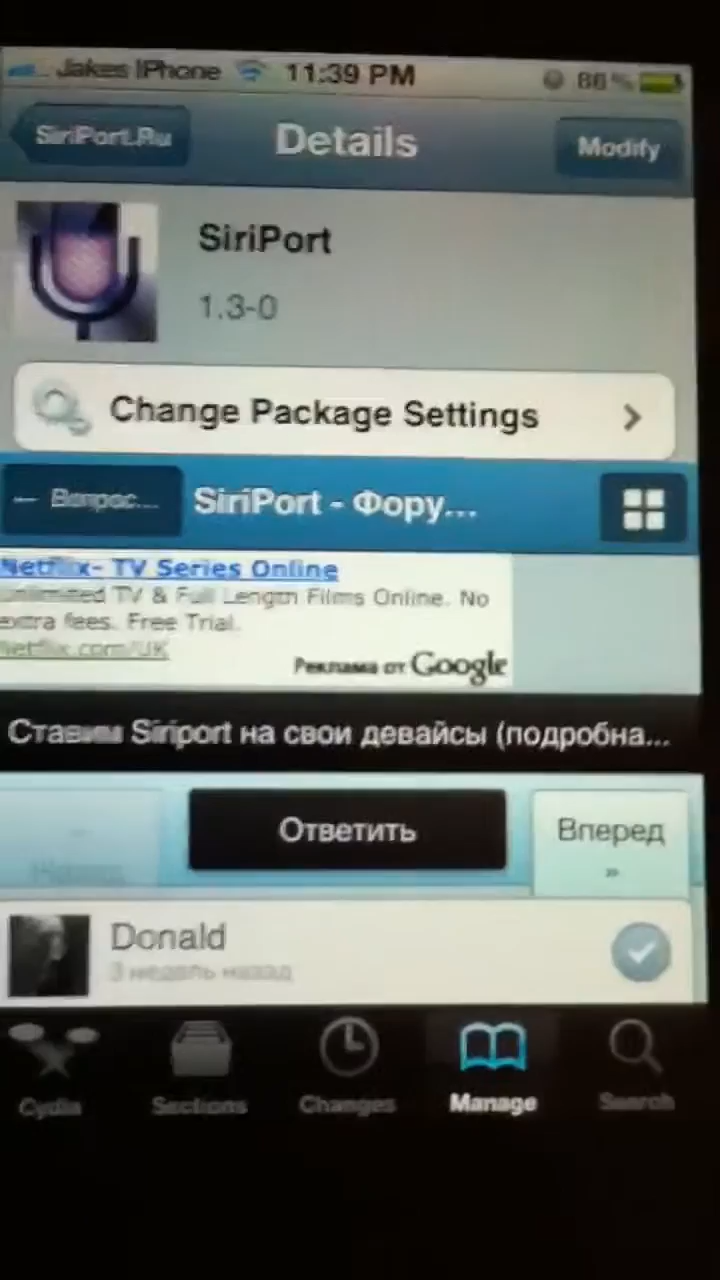 Jakes IPhone 11:39 PM 86%
SiriPort.Ru Details Modify
SiriPort
1.3-0
Change Package Settings
← Вопрос... SiriPort - Фору...
Netflix- TV Series Online
Unlimited TV & Full Length Films Online. No
extra fees. Free Trial.
Netflix.com/UK
Реклама от Google
Ставим Siriport на свои девайсы (подробна...
Ответить
Вперед
»
Donald
3 недель назад
Cydia Sections Changes Manage Search